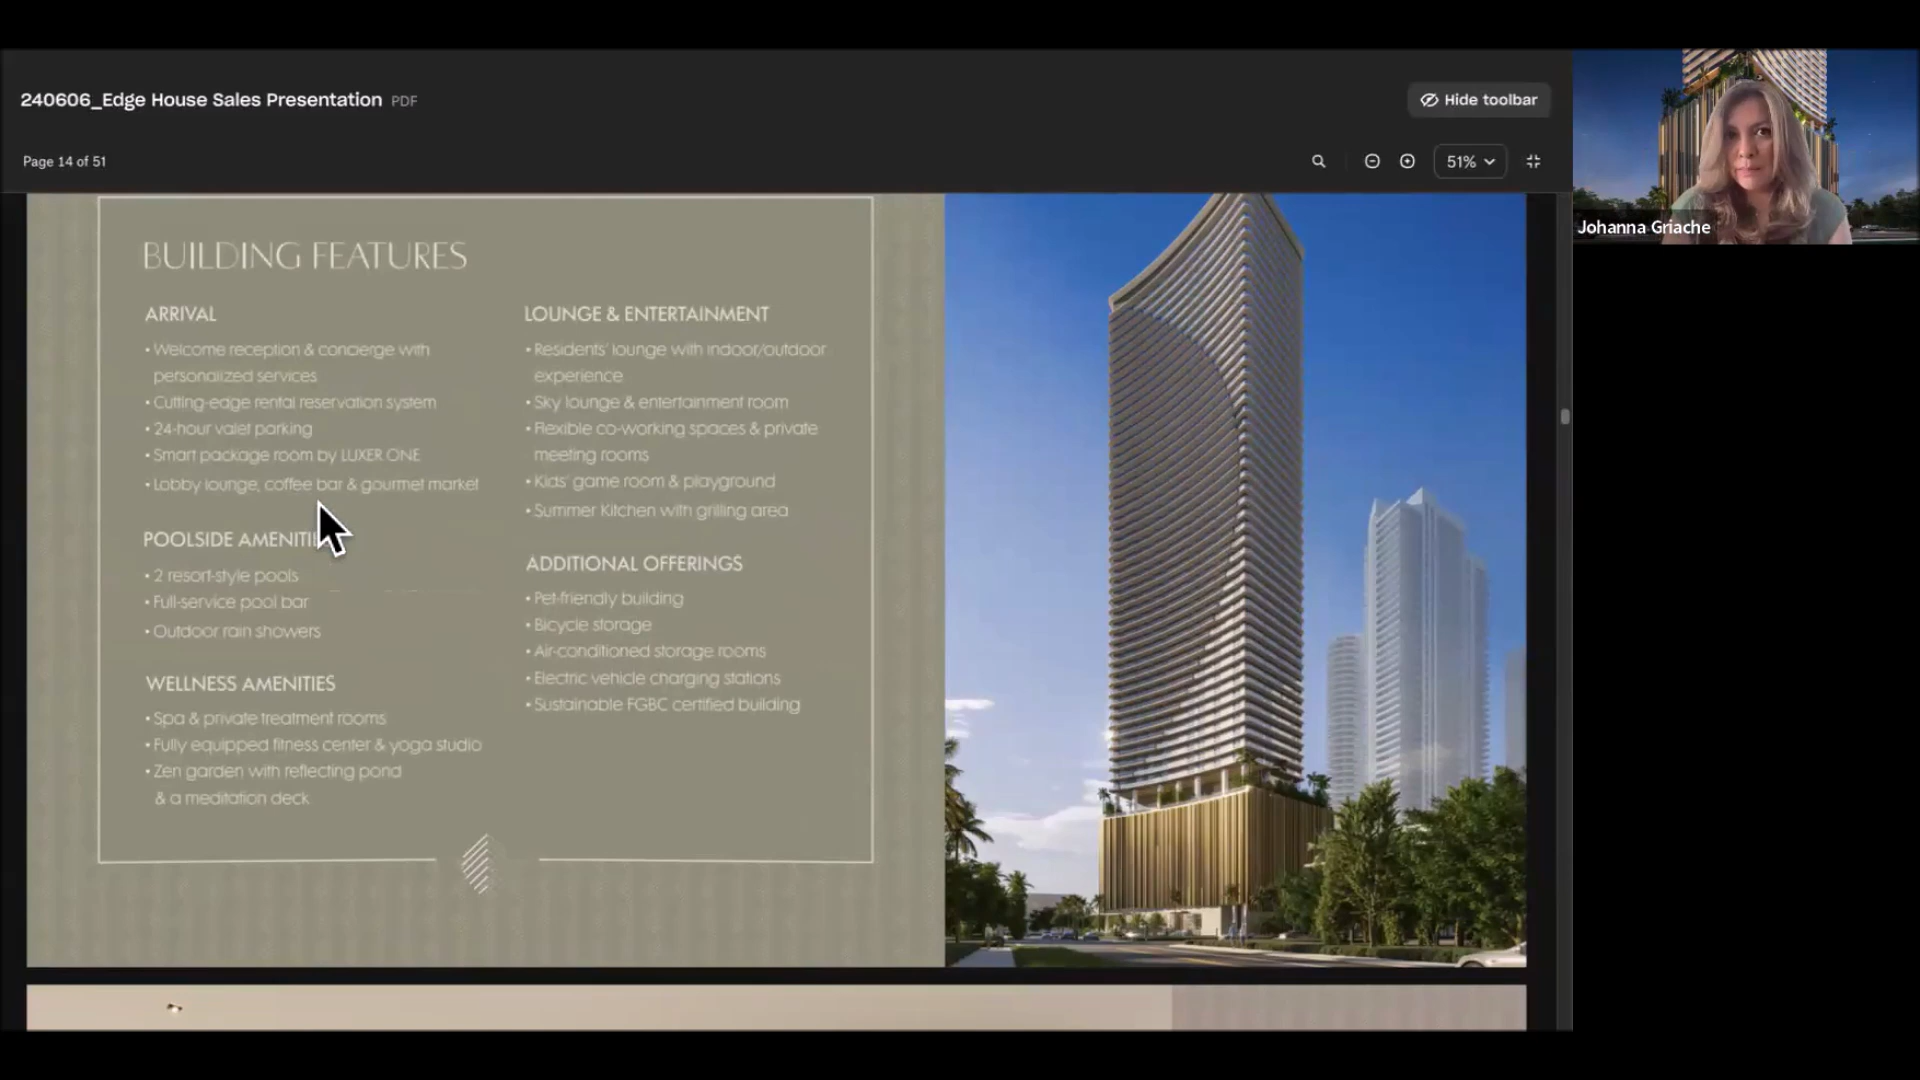 240606_Edge House Sales Presentation PDF
Hide toolbar
Page 14 of 51
51%
Johanna Griache
BUILDING FEATURES
ARRIVAL
• Welcome reception & concierge with
personalized services
• Cutting-edge rental reservation system
• 24-hour valet parking
• Smart package room by LUXER ONE
• Lobby lounge, coffee bar & gourmet market
POOLSIDE AMENITI
• 2 resort-style pools
• Full-service pool bar
• Outdoor rain showers
WELLNESS AMENITIES
• Spa & private treatment rooms
• Fully equipped fitness center & yoga studio
• Zen garden with reflecting pond
& a meditation deck
LOUNGE & ENTERTAINMENT
• Residents' lounge with indoor/outdoor
experience
• Sky lounge & entertainment room
• Flexible co-working spaces & private
meeting rooms
• Kids' game room & playground
• Summer Kitchen with grilling area
ADDITIONAL OFFERINGS
• Pet-friendly building
• Bicycle storage
• Air-conditioned storage rooms
• Electric vehicle charging stations
• Sustainable FGBC certified building